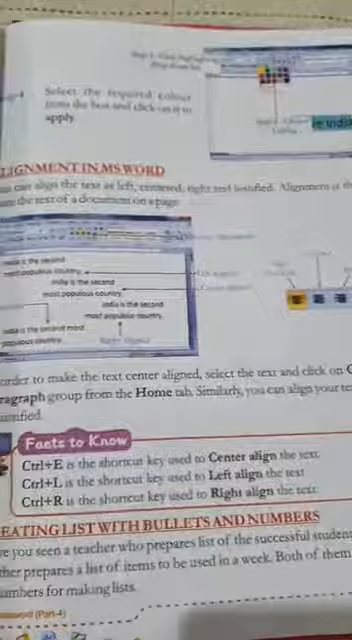 Select the required colour
from the box and click on it to
apply.
LIGNMENT IN MS WORD
can align the text as left, centered, right and justified. Alignment is th
the text of a document on a page.
India is the second
most populous country.
India is the second
most populous country.
India is the second
most populous country.
India is the second most
populous country.
order to make the text center aligned, select the text and click on C
ragraph group from the Home tab. Similarly, you can align your te
ustified.
Facts to Know
Ctrl+E is the shortcut key used to Center align the text.
Ctrl+L is the shortcut key used to Left align the text
Ctrl+R is the shortcut key used to Right align the text.
EATING LIST WITH BULLETS AND NUMBERS
ve you seen a teacher who prepares list of the successful studen
ther prepares a list of items to be used in a week. Both of them
umbers for making lists.
(Part-4)